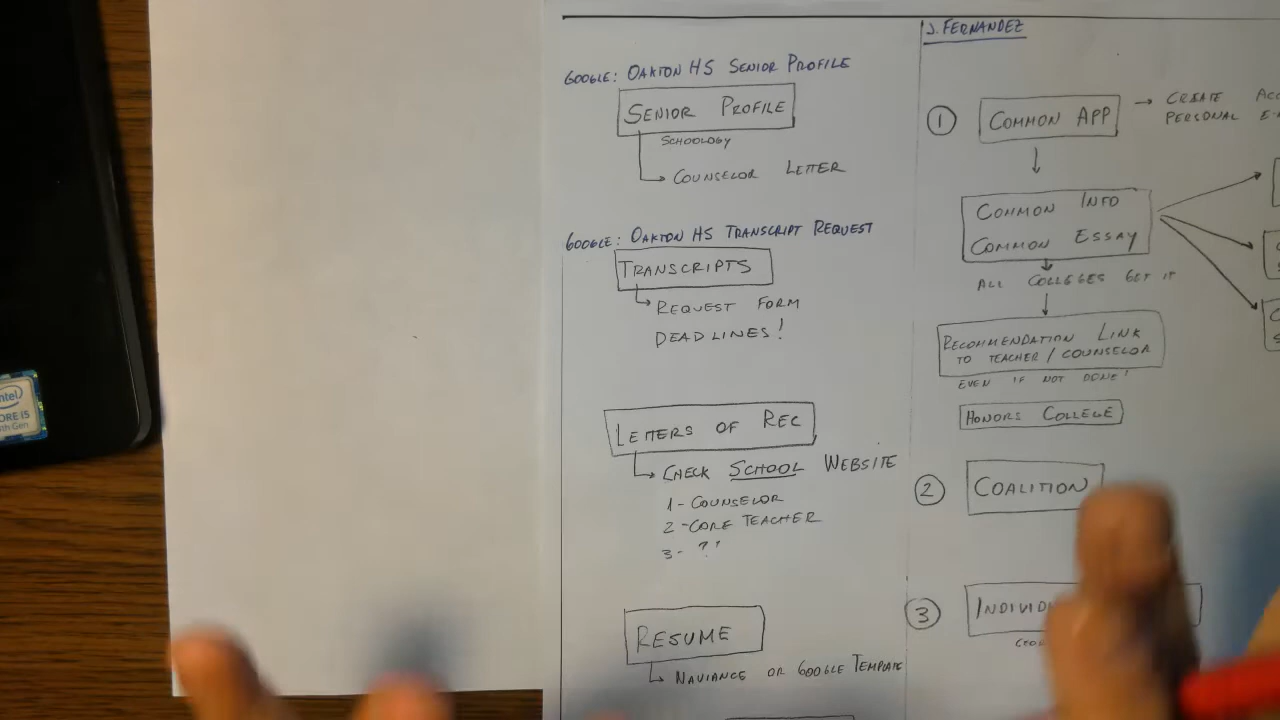 GOOGLE: OAKTON HS SENIOR PROFILE
SENIOR PROFILE
SCHOOLOGY
COUNSELOR LETTER
GOOGLE: OAKTON HS TRANSCRIPT REQUEST
TRANSCRIPTS
REQUEST FORM
DEADLINES!
LETTERS OF REC
CHECK SCHOOL WEBSITE
1 - COUNSELOR
2 - CORE TEACHER
3 - ??
RESUME
NAVIANCE OR GOOGLE TEMPLATE
J. FERNANDEZ
1 COMMON APP
→ CREATE
PERSONAL
COMMON INFO
COMMON ESSAY
ALL COLLEGES GET IT
RECOMMENDATION LINK
TO TEACHER / COUNSELOR
EVEN IF NOT DONE!
HONORS COLLEGE
2 COALITION
3
intel
CORE i5